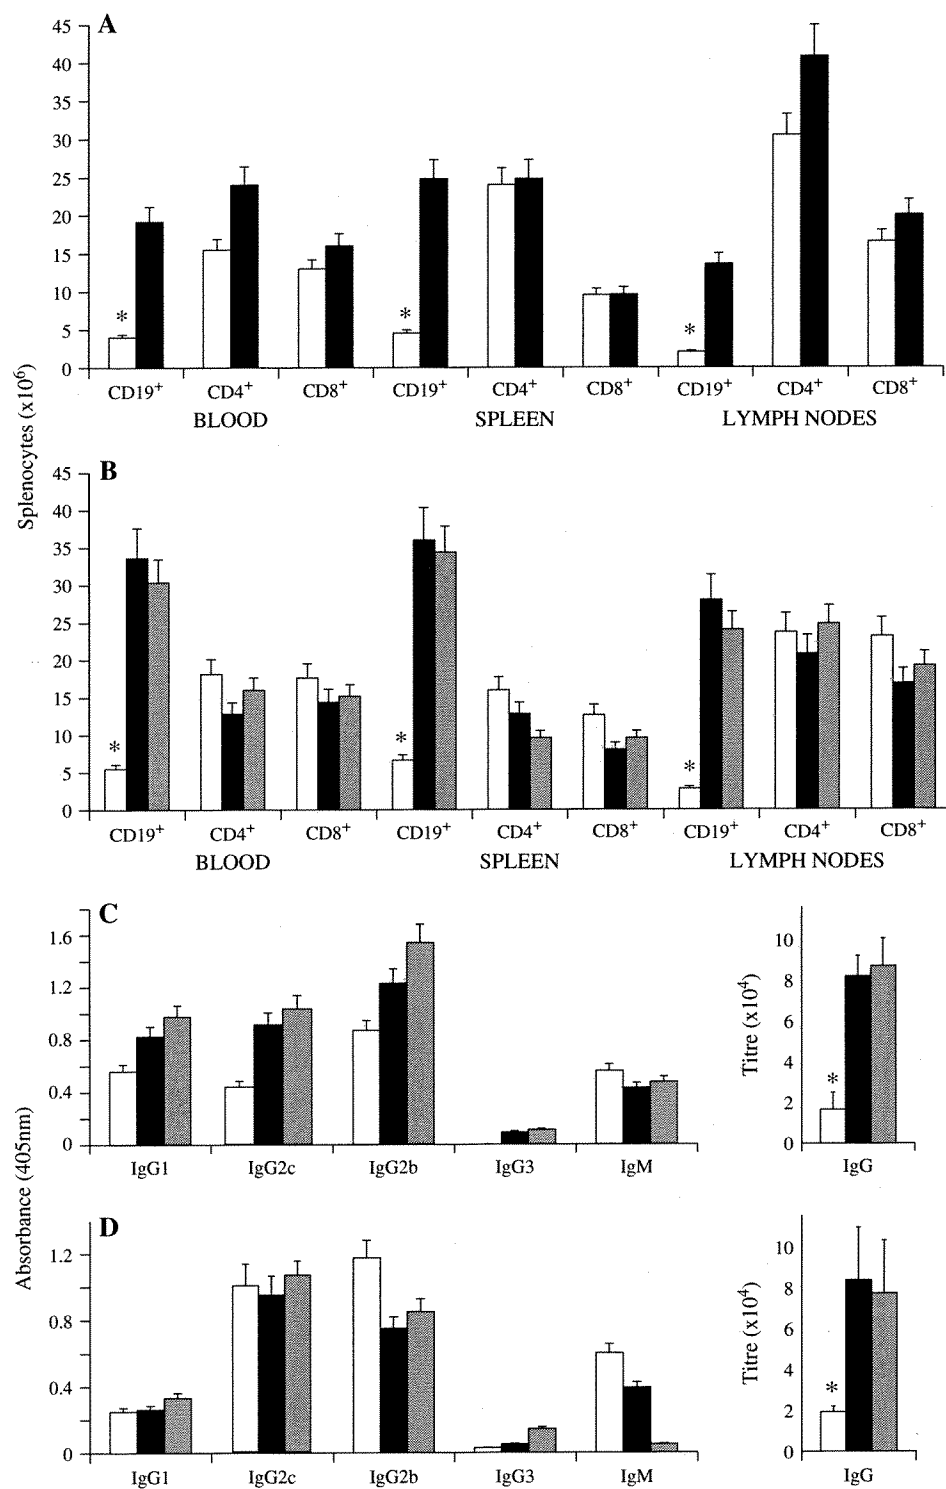 A
45
40
35
30
25
20
15
10
5
0
* * *
CD19+ CD4+ CD8+ CD19+ CD4+ CD8+ CD19+ CD4+ CD8+
BLOOD SPLEEN LYMPH NODES
Splenocytes (x10⁶)
B
45
40
35
30
25
20
15
10
5
0
* * *
CD19+ CD4+ CD8+ CD19+ CD4+ CD8+ CD19+ CD4+ CD8+
BLOOD SPLEEN LYMPH NODES
C
1.6
1.2
0.8
0.4
0
IgG1 IgG2c IgG2b IgG3 IgM
Titre (x10⁴)
10
8
6
4
2
0
*
IgG
Absorbance (405nm)
D
1.2
0.8
0.4
0
IgG1 IgG2c IgG2b IgG3 IgM
Titre (x10⁴)
10
8
6
4
2
0
*
IgG